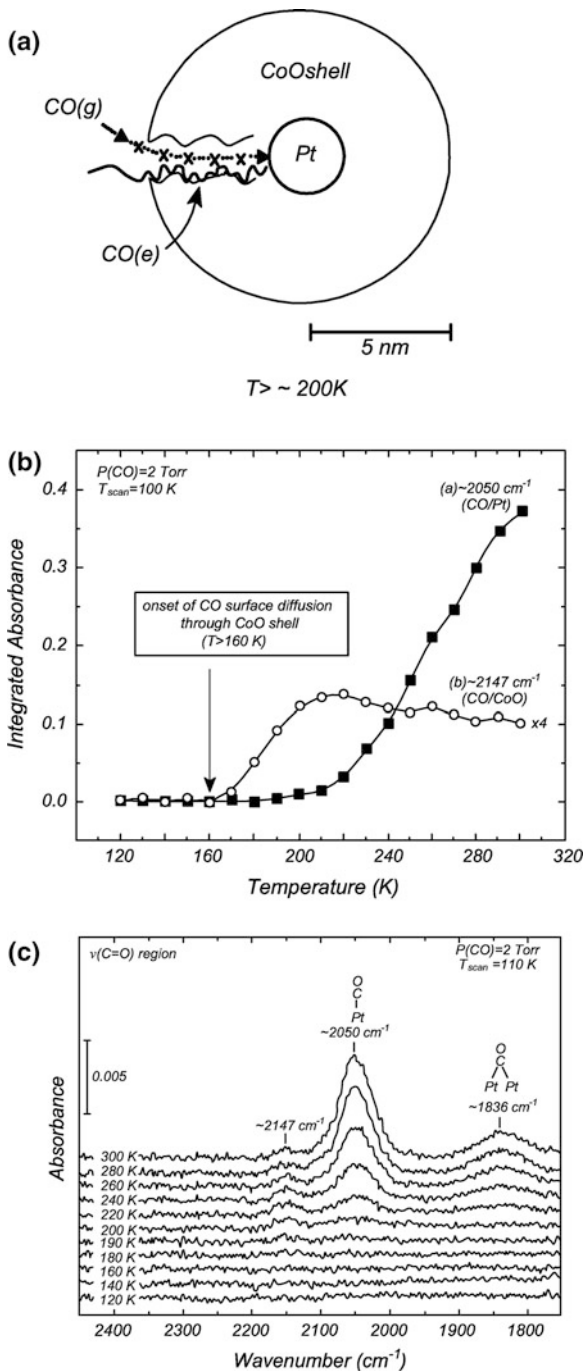 (a)
CoOshell
CO(g)
Pt
CO(e)
5 nm
T> ~ 200K
(b)
P(CO)=2 Torr
Tscan=100 K
(a)~2050 cm-1
(CO/Pt)
onset of CO surface diffusion
through CoO shell
(T>160 K)
(b)~2147 cm-1
(CO/CoO)
x4
0.4
0.3
0.2
0.1
0.0
Integrated Absorbance
120 160 200 240 280 320
Temperature (K)
(c)
ν(C=O) region
P(CO)=2 Torr
Tscan =110 K
O
C
Pt
~2050 cm-1
O
C
Pt Pt
~1836 cm-1
0.005
~2147 cm-1
Absorbance
300 K
280 K
260 K
240 K
220 K
200 K
190 K
180 K
160 K
140 K
120 K
2400 2300 2200 2100 2000 1900 1800
Wavenumber (cm-1)